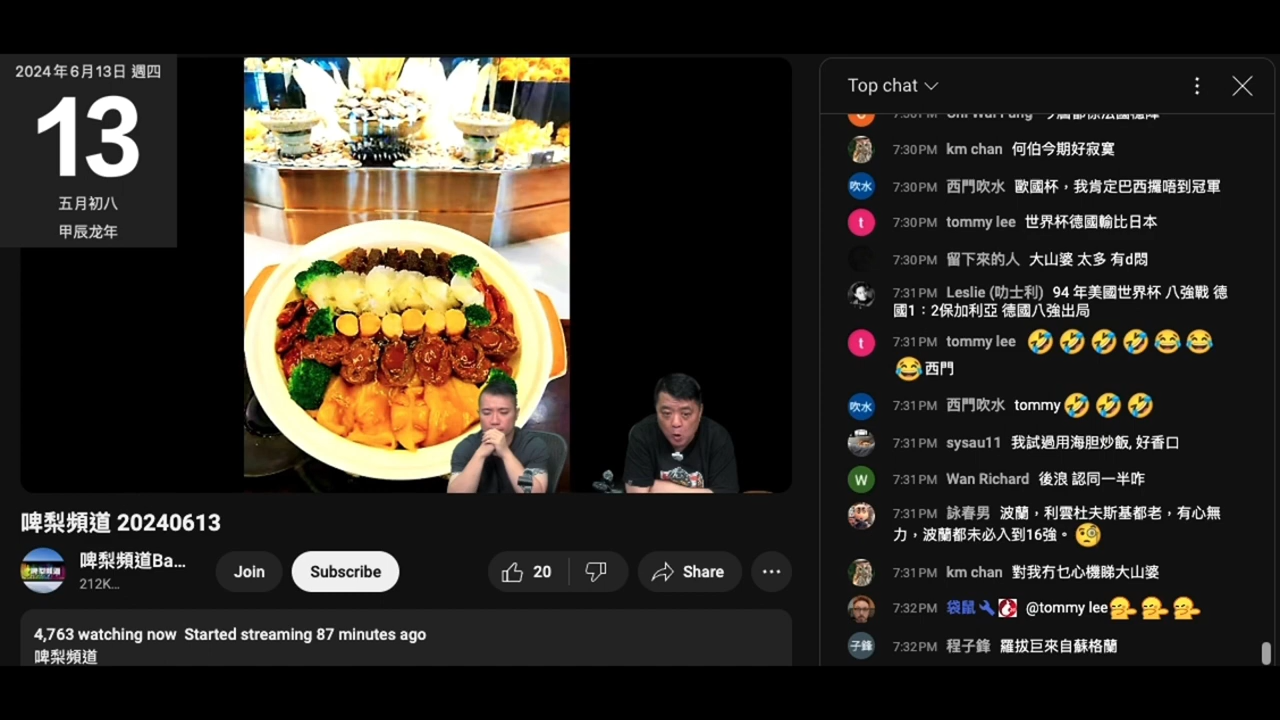 2024年6月13日 週四
13
五月初八
甲辰龙年
啤梨頻道 20240613
啤梨頻道Ba...
212K...
Join
Subscribe
20
Share
4,763 watching now Started streaming 87 minutes ago
啤梨頻道
Top chat
7:30PM km chan 何伯今期好寂寞
吹水 7:30PM 西門吹水 歐國杯，我肯定巴西攞唔到冠軍
t 7:30PM tommy lee 世界杯德國輸比日本
7:30PM 留下來的人 大山婆 太多 有d悶
7:31PM Leslie (叻士利) 94 年美國世界杯 八強戰 德
國1：2保加利亞 德國八強出局
t 7:31PM tommy lee 🤣🤣🤣🤣😂😂
😂西門
吹水 7:31PM 西門吹水 tommy🤣🤣🤣
7:31PM sysau11 我試過用海胆炒飯, 好香口
W 7:31PM Wan Richard 後浪 認同一半咋
7:31PM 詠春男 波蘭，利雲杜夫斯基都老，有心無
力，波蘭都未必入到16強。🧐
7:31PM km chan 對我冇乜心機睇大山婆
7:32PM 袋鼠 @tommy lee
子鋒 7:32PM 程子鋒 羅拔巨來自蘇格蘭